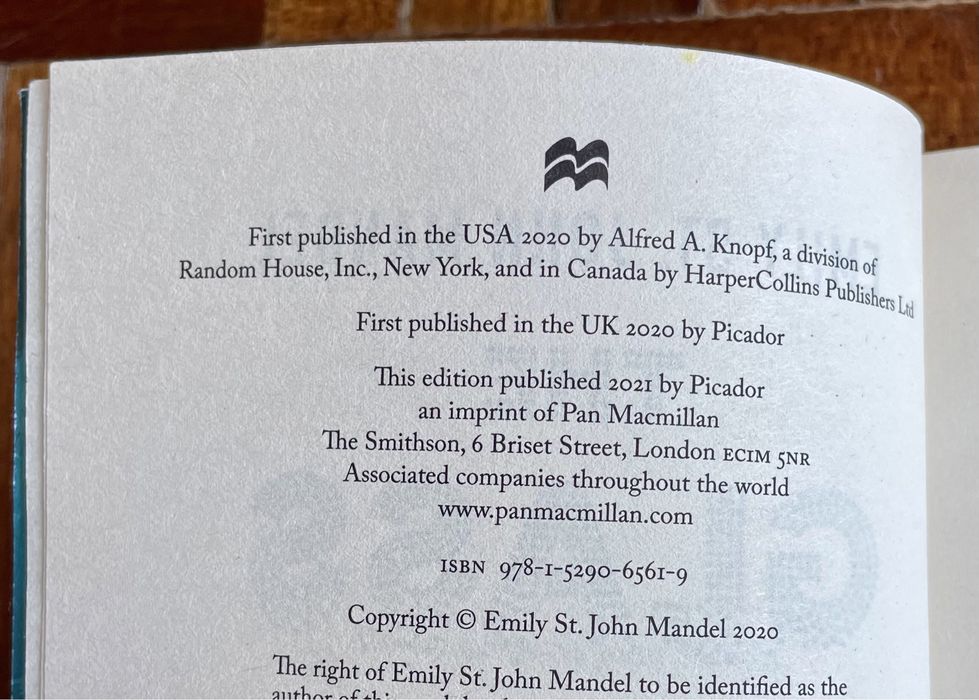 First published in the USA 2020 by Alfred A. Knopf, a division of
Random House, Inc., New York, and in Canada by HarperCollins Publishers Ltd
First published in the UK 2020 by Picador
This edition published 2021 by Picador
an imprint of Pan Macmillan
The Smithson, 6 Briset Street, London EC1M 5NR
Associated companies throughout the world
www.panmacmillan.com
ISBN 978-1-5290-6561-9
Copyright © Emily St. John Mandel 2020
The right of Emily St. John Mandel to be identified as the
author of this